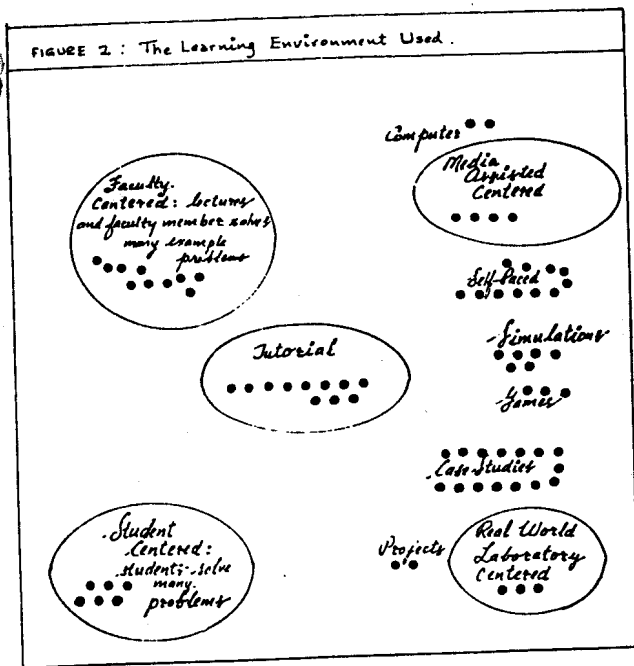 FIGURE 2 : The Learning Environment Used.
Computer
Media
Assisted
Centered
Faculty
Centered: lectures
and faculty member solves
many example
problems
Self-Paced
Simulations
Tutorial
Games
Case Studies
Student
Centered:
students solve
many
problems
Projects
Real World
Laboratory
Centered